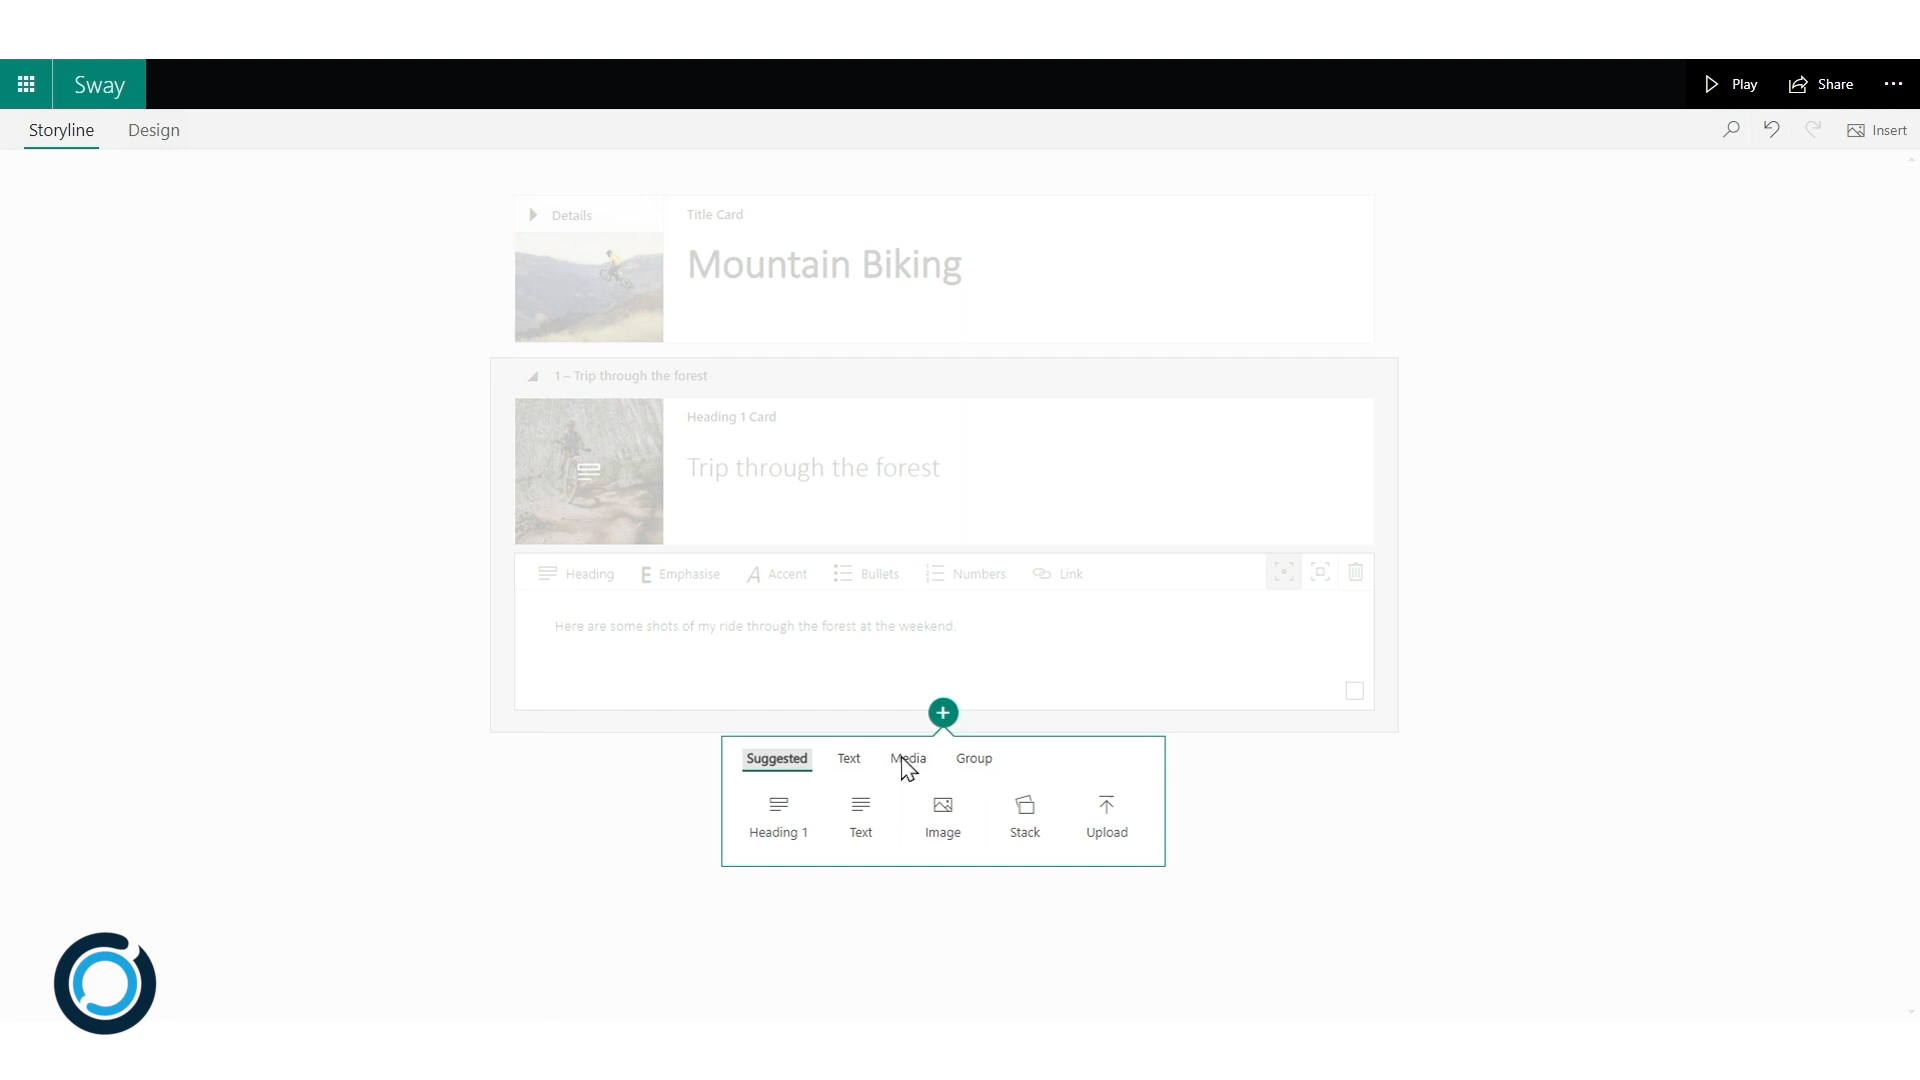 Sway
Play
Share
Storyline
Design
Insert
Details
Title Card
Mountain Biking
1 – Trip through the forest
Heading 1 Card
Trip through the forest
Heading
E Emphasise
A Accent
Bullets
Numbers
Link
Here are some shots of my ride through the forest at the weekend.
Suggested
Text
Media
Group
Heading 1
Text
Image
Stack
Upload